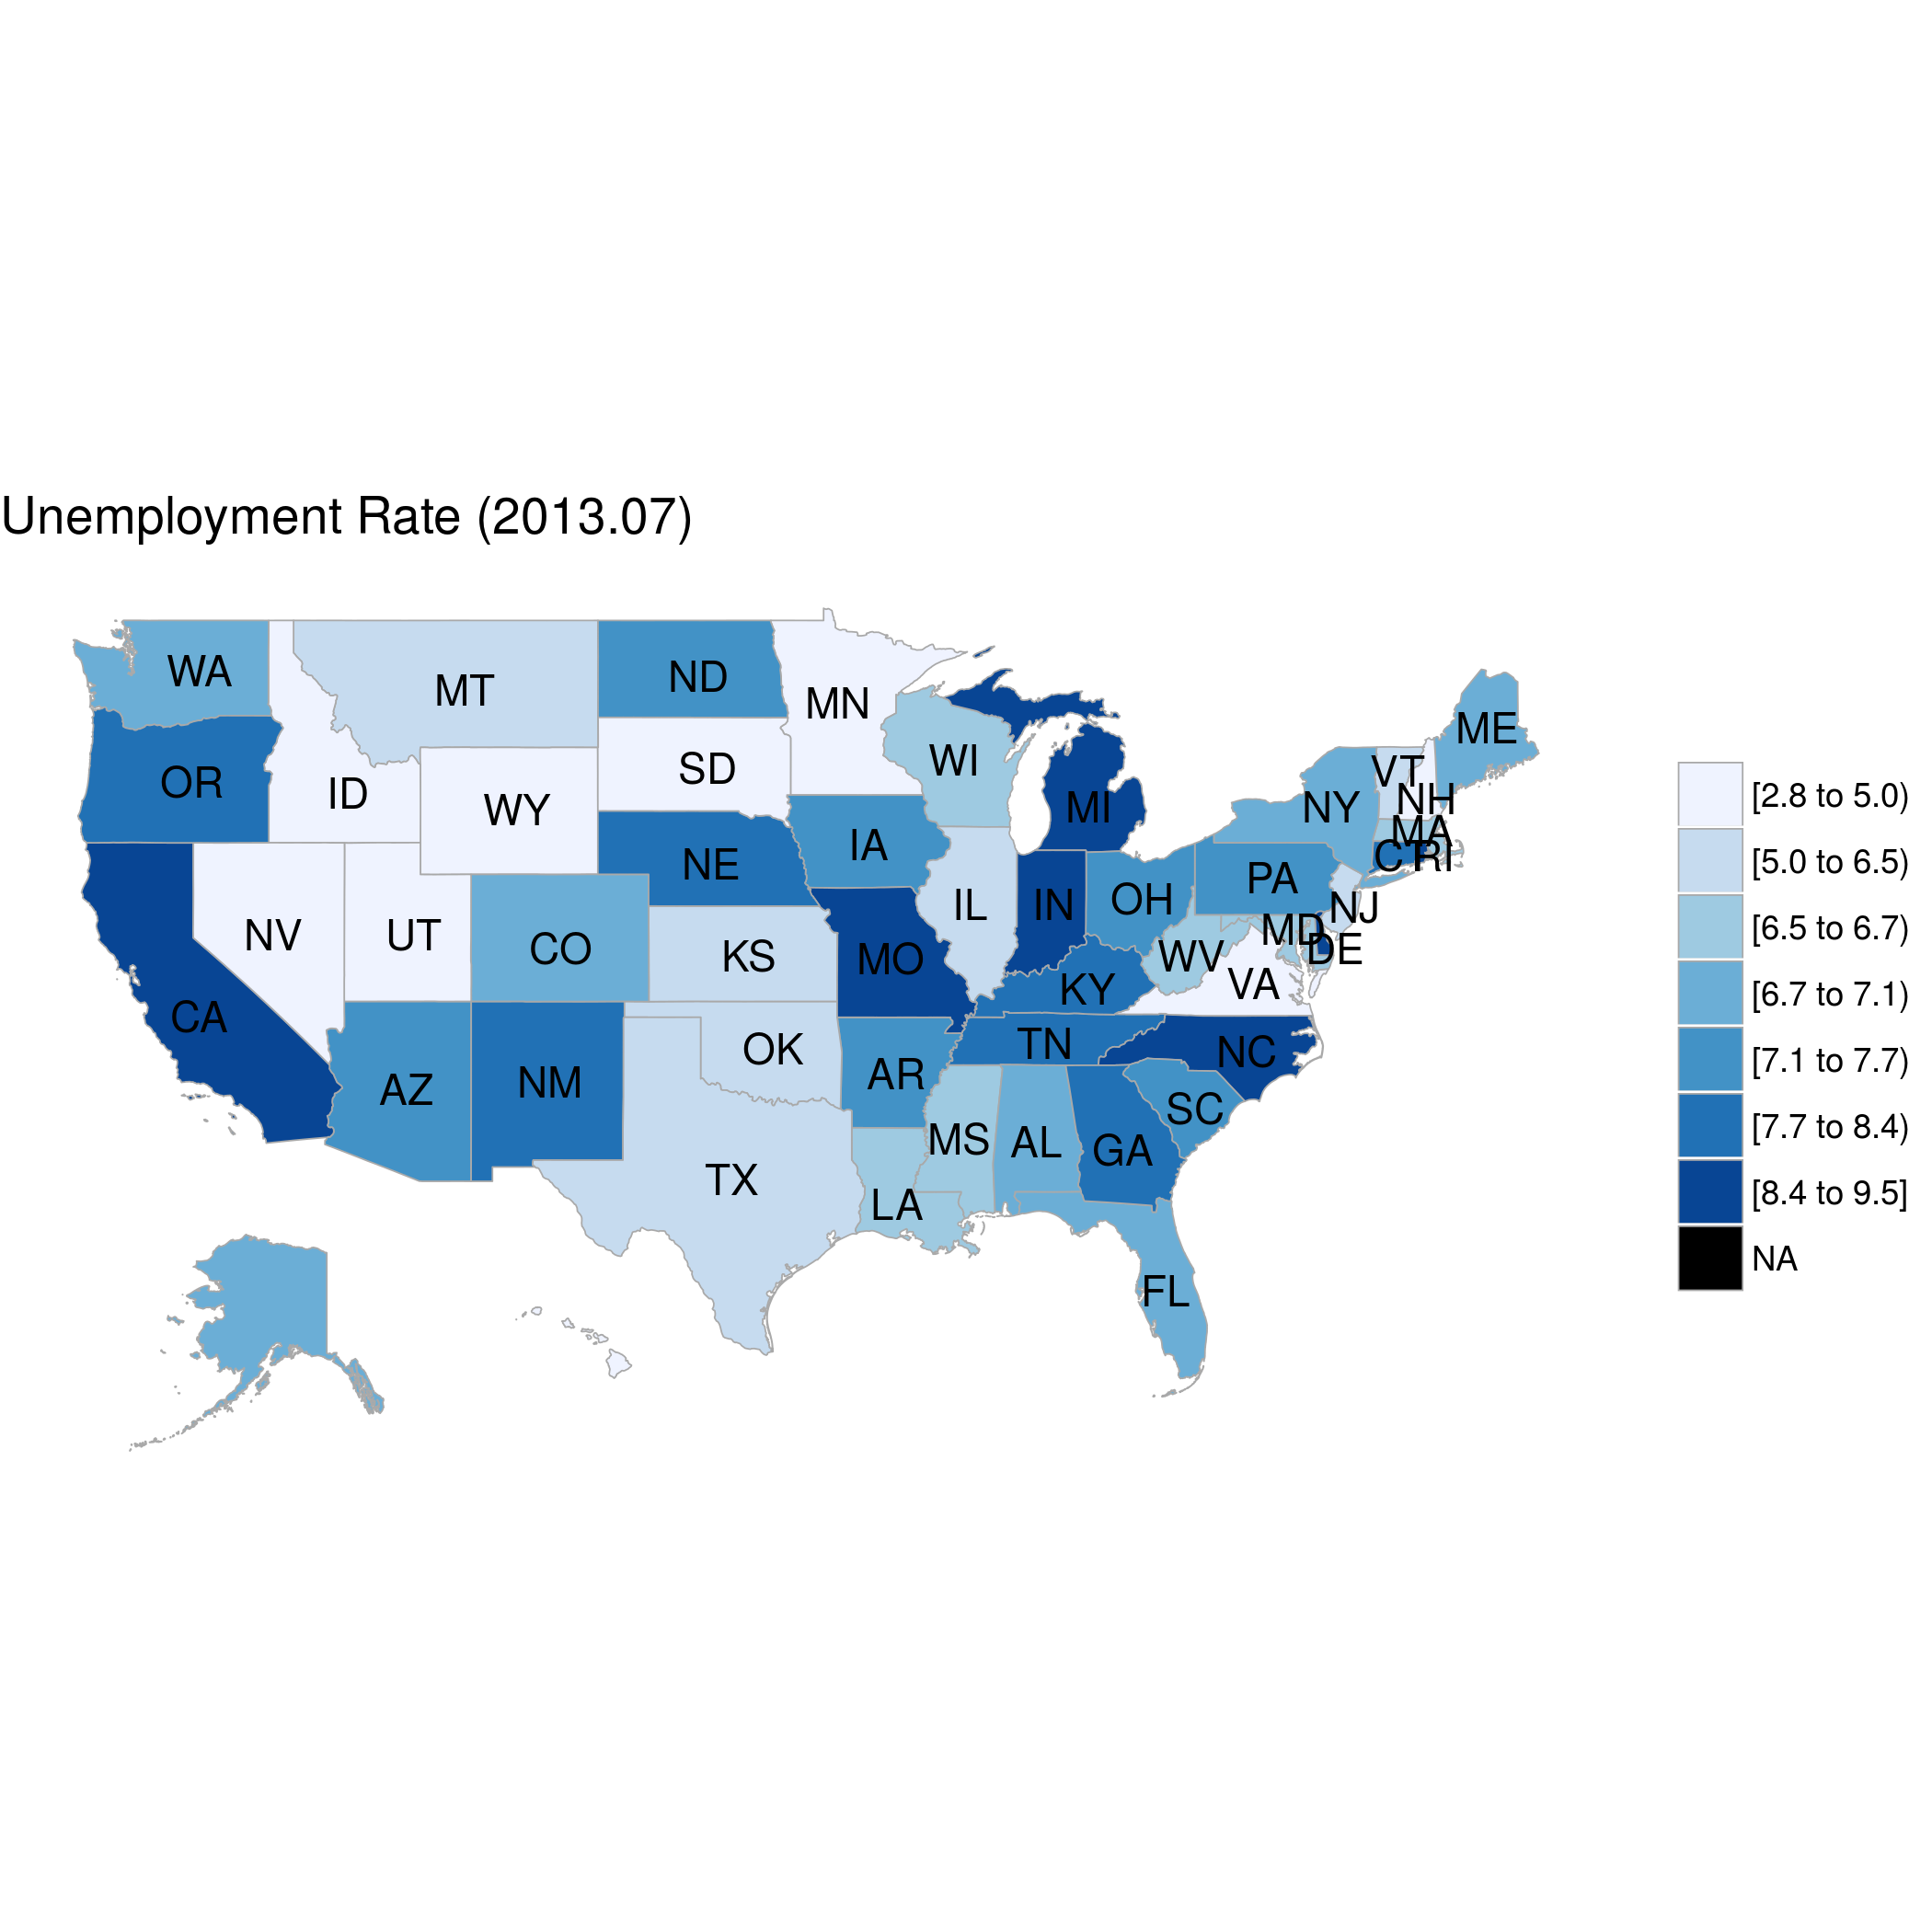 Unemployment Rate (2013.07)
WA
MT
ND
MN
ME
OR
ID
WY
SD
WI
MI
NY
VT
NH
MA
CT
RI
NE
IA
PA
NV
UT
CO
KS
MO
IL
IN
OH
NJ
MD
DE
WV
VA
CA
KY
AZ
NM
OK
AR
TN
NC
SC
TX
LA
MS
AL
GA
FL
[2.8 to 5.0)
[5.0 to 6.5)
[6.5 to 6.7)
[6.7 to 7.1)
[7.1 to 7.7)
[7.7 to 8.4)
[8.4 to 9.5]
NA